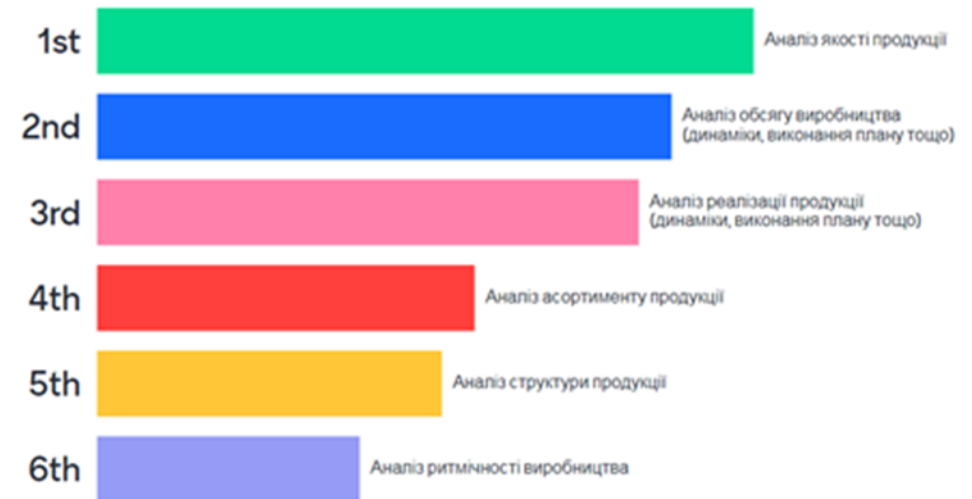 1st
Аналіз якості продукції
2nd
Аналіз обсягу виробництва
(динаміки, виконання плану тощо)
3rd
Аналіз реалізації продукції
(динаміки, виконання плану тощо)
4th
Аналіз асортименту продукції
5th
Аналіз структури продукції
6th
Аналіз ритмічності виробництва